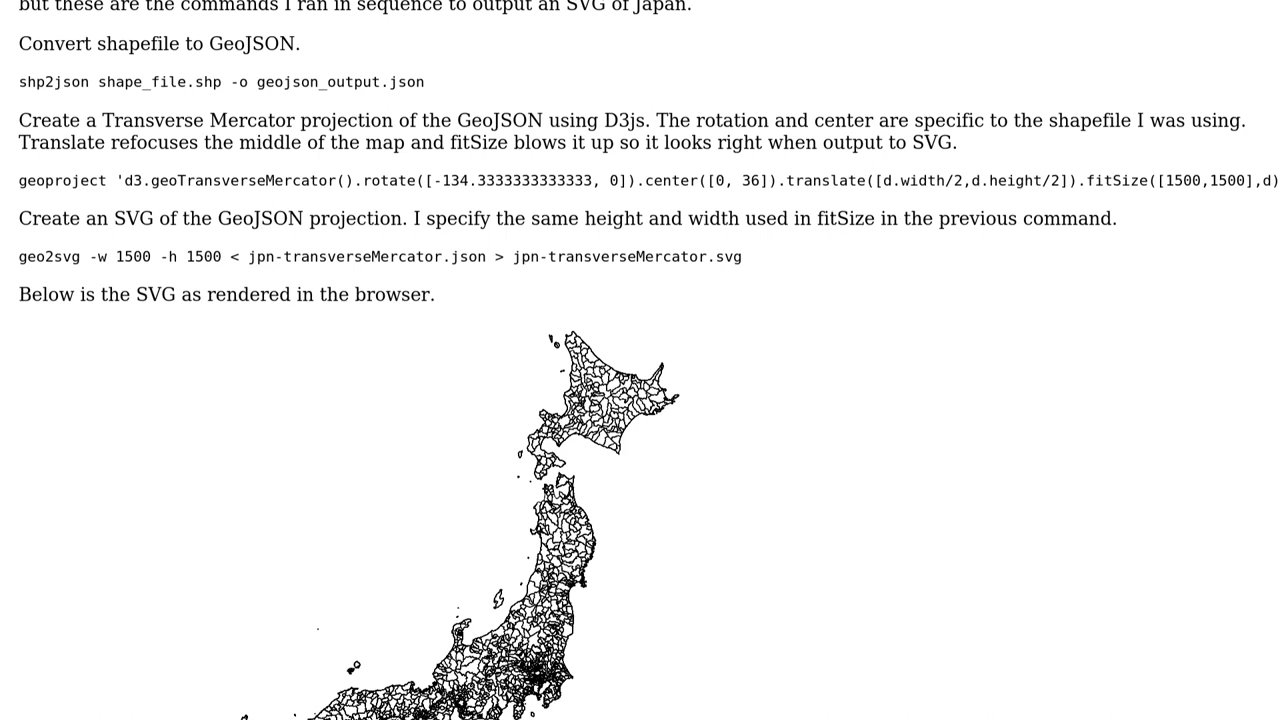 but these are the commands I ran in sequence to output an SVG of Japan.
Convert shapefile to GeoJSON.
shp2json shape_file.shp -o geojson_output.json
Create a Transverse Mercator projection of the GeoJSON using D3js. The rotation and center are specific to the shapefile I was using.
Translate refocuses the middle of the map and fitSize blows it up so it looks right when output to SVG.
geoproject 'd3.geoTransverseMercator().rotate([-134.3333333333333, 0]).center([0, 36]).translate([d.width/2,d.height/2]).fitSize([1500,1500],d)
Create an SVG of the GeoJSON projection. I specify the same height and width used in fitSize in the previous command.
geo2svg -w 1500 -h 1500 < jpn-transverseMercator.json > jpn-transverseMercator.svg
Below is the SVG as rendered in the browser.